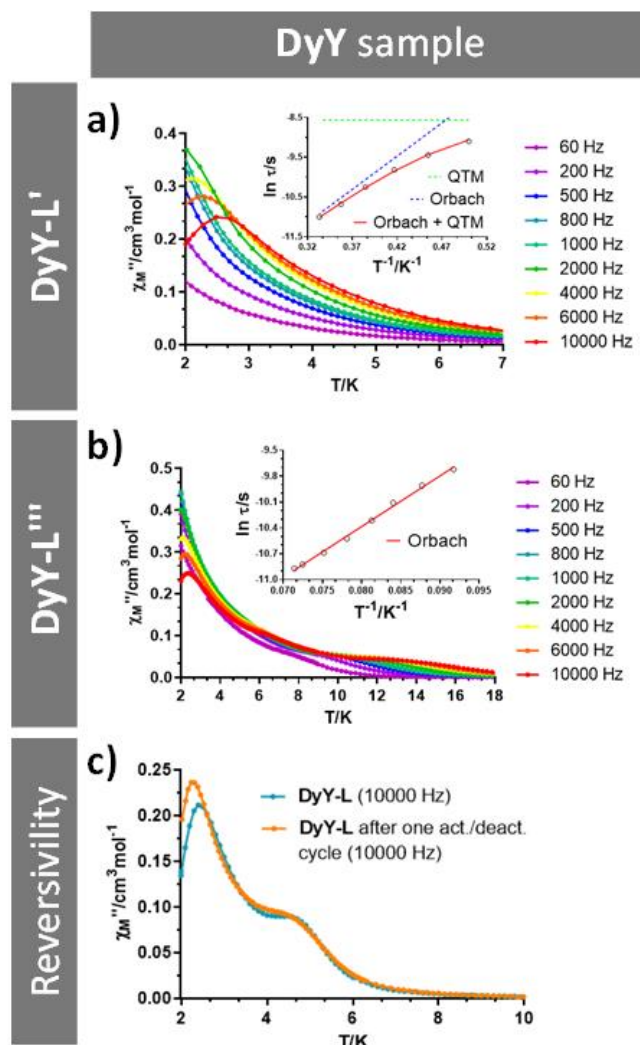 DyY sample
DyY-L'
a)
χM''/cm³mol⁻¹
0.4
0.3
0.2
0.1
0.0
2 3 4 5 6 7
T/K
ln τ/s
-8.5
-9.5
-10.5
-11.5
0.32 0.37 0.42 0.47 0.52
T⁻¹/K⁻¹
QTM
Orbach
Orbach + QTM
60 Hz
200 Hz
500 Hz
800 Hz
1000 Hz
2000 Hz
4000 Hz
6000 Hz
10000 Hz
DyY-L'''
b)
χM''/cm³mol⁻¹
0.5
0.4
0.3
0.2
0.1
0.0
2 4 6 8 10 12 14 16 18
T/K
ln τ/s
-9.5
-9.8
-10.1
-10.4
-10.7
-11.0
0.070 0.075 0.080 0.085 0.090 0.095
T⁻¹/K⁻¹
Orbach
60 Hz
200 Hz
500 Hz
800 Hz
1000 Hz
2000 Hz
4000 Hz
6000 Hz
10000 Hz
Reversivility
c)
χM''/cm³mol⁻¹
0.25
0.20
0.15
0.10
0.05
0.00
2 4 6 8 10
T/K
DyY-L (10000 Hz)
DyY-L after one act./deact.
cycle (10000 Hz)